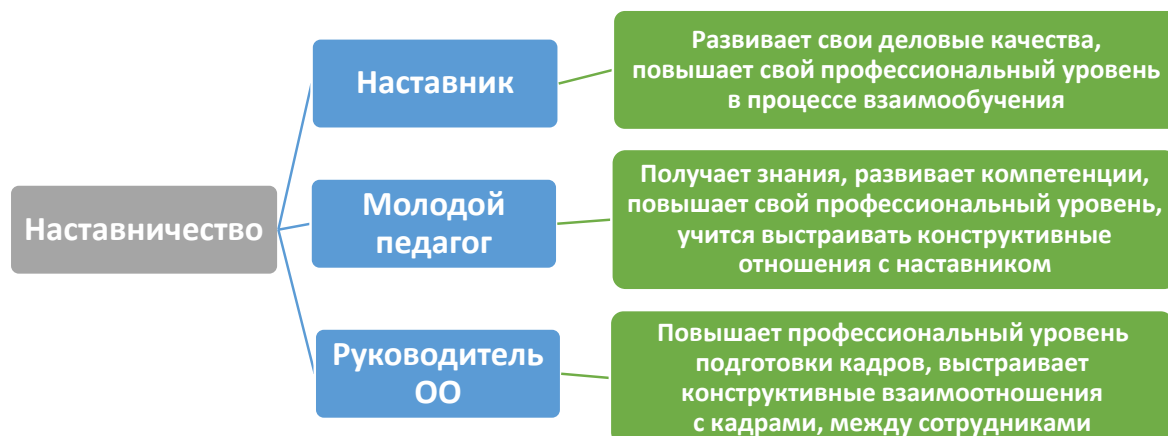 Наставничество
Наставник
Развивает свои деловые качества,
повышает свой профессиональный уровень
в процессе взаимообучения
Молодой
педагог
Получает знания, развивает компетенции,
повышает свой профессиональный уровень,
учится выстраивать конструктивные
отношения с наставником
Руководитель
ОО
Повышает профессиональный уровень
подготовки кадров, выстраивает
конструктивные взаимоотношения
с кадрами, между сотрудниками